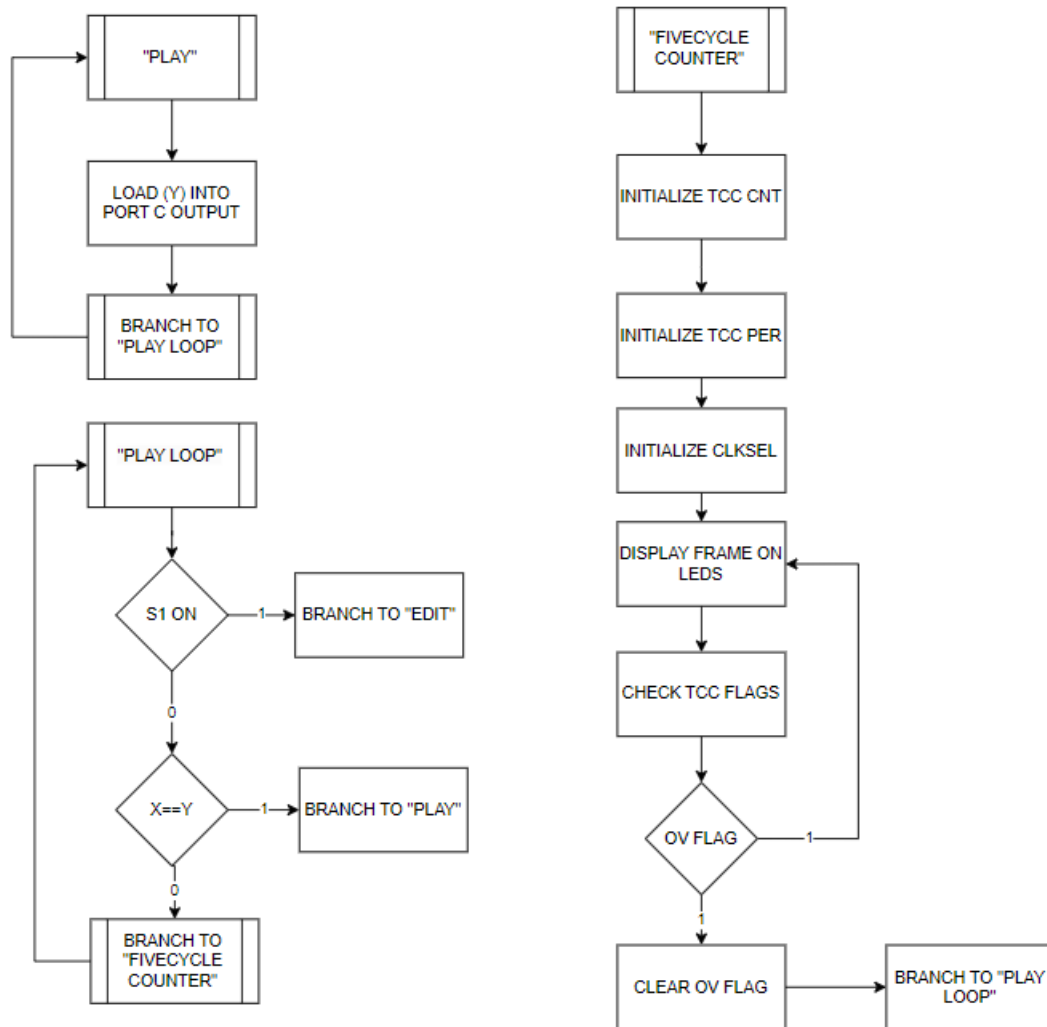 "PLAY"
LOAD (Y) INTO
PORT C OUTPUT
BRANCH TO
"PLAY LOOP"
"PLAY LOOP"
S1 ON
1
BRANCH TO "EDIT"
0
X==Y
1
BRANCH TO "PLAY"
0
BRANCH TO
"FIVECYCLE
COUNTER"
"FIVECYCLE
COUNTER"
INITIALIZE TCC CNT
INITIALIZE TCC PER
INITIALIZE CLKSEL
DISPLAY FRAME ON
LEDS
CHECK TCC FLAGS
OV FLAG
1
1
CLEAR OV FLAG
BRANCH TO "PLAY
LOOP"